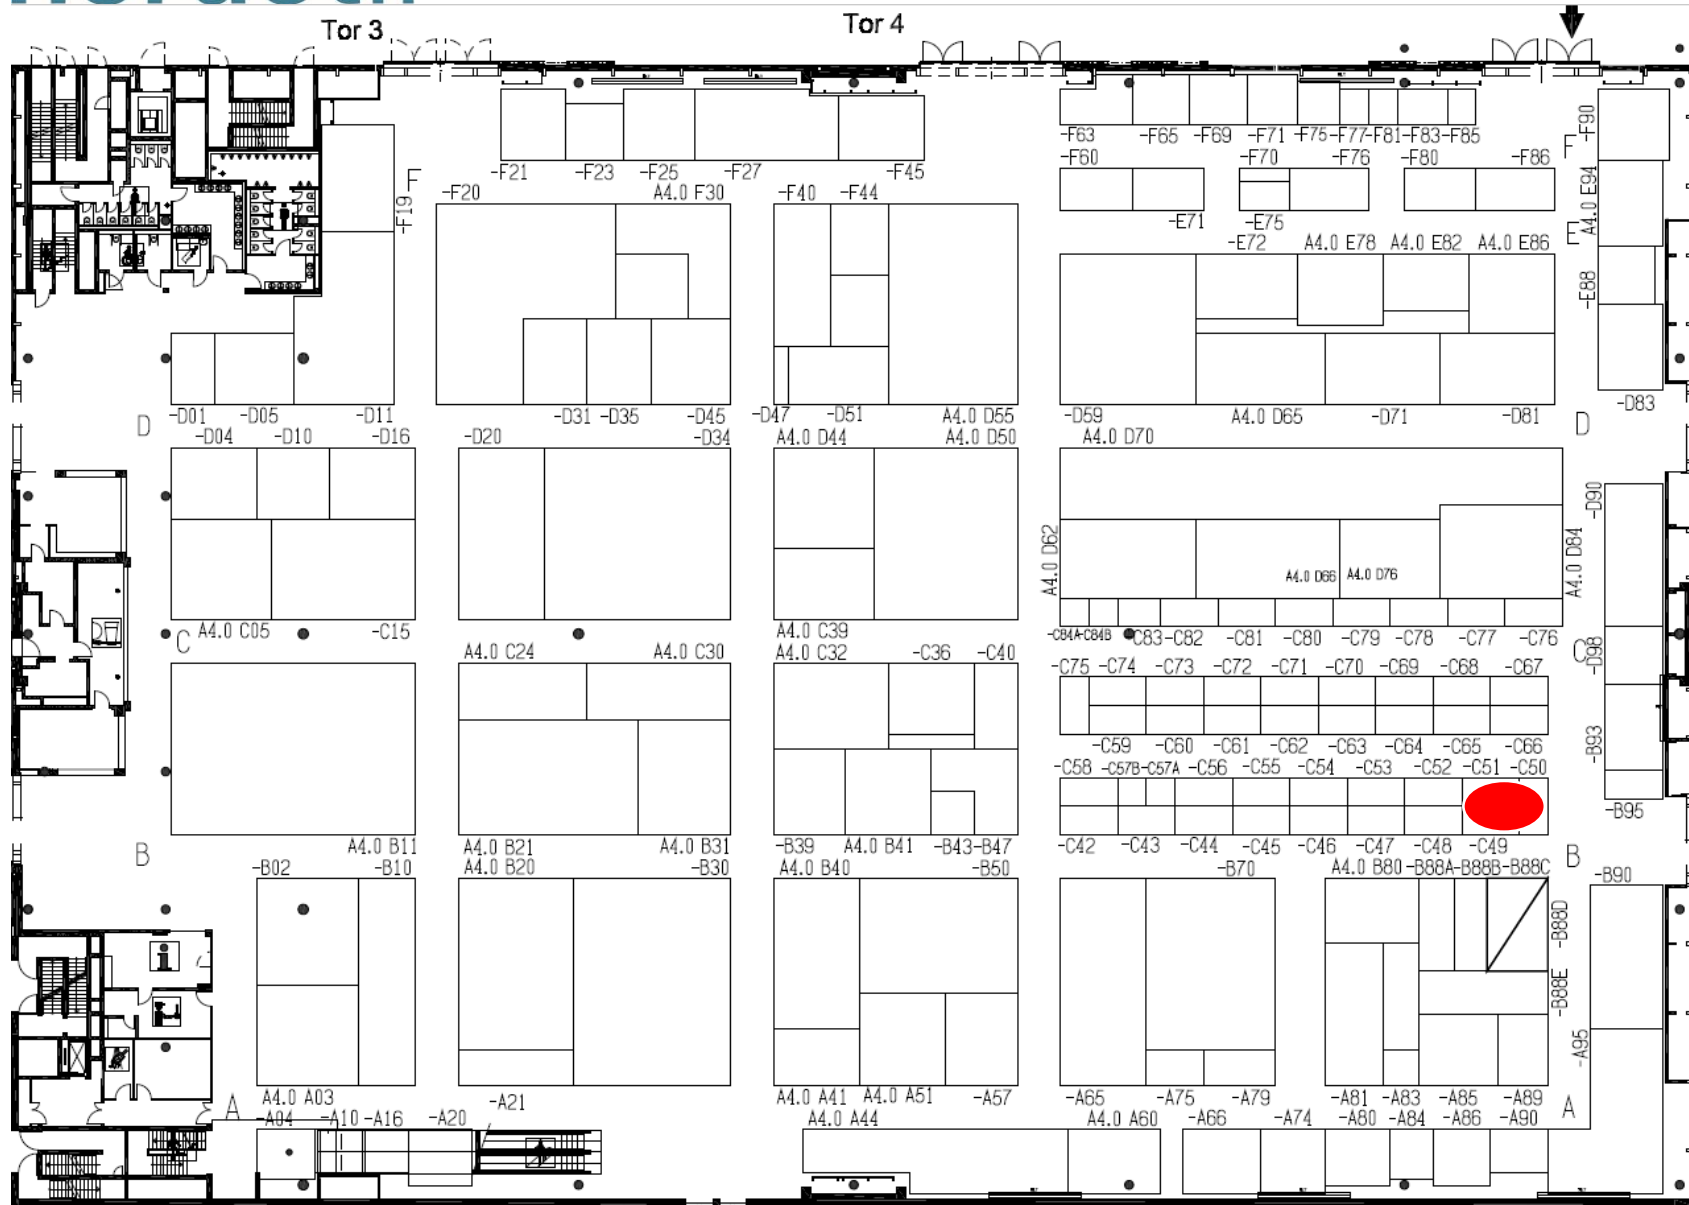 Tor 3
Tor 4
-F63 -F65 -F69 -F71 -F75 -F77 -F81 -F83 -F85
-F90
F
-F60 -F70 -F76 -F80 -F86
-F21 -F23 -F25 -F27 -F45
F
-F19
-F20 A4.0 F30 -F40 -F44
A4.0 E94
-E71 -E75
F
-E72 A4.0 E78 A4.0 E82 A4.0 E86
-E88
-D83
-D01 -D05 -D11 -D31 -D35 -D45 -D47 -D51 A4.0 D55 -D59 A4.0 D65 -D71 -D81
D
D
-D04 -D10 -D16 -D20 -D34 A4.0 D44 A4.0 D50 A4.0 D70
-D90
A4.0 D62
A4.0 D66 A4.0 D76
A4.0 D84
A4.0 C05 -C15 A4.0 C39
-C84A -C84B -C83 -C82 -C81 -C80 -C79 -C78 -C77 -C76
C
C
-D98
A4.0 C24 A4.0 C30 A4.0 C32 -C36 -C40
-C75 -C74 -C73 -C72 -C71 -C70 -C69 -C68 -C67
-C59 -C60 -C61 -C62 -C63 -C64 -C65 -C66
-B93
-C58 -C57B -C57A -C56 -C55 -C54 -C53 -C52 -C51 -C50
-B95
A4.0 B11 A4.0 B21 A4.0 B31 -B39 A4.0 B41 -B43 -B47
-C42 -C43 -C44 -C45 -C46 -C47 -C48 -C49
B
B
-B02 -B10 A4.0 B20 -B30 A4.0 B40 -B50 -B70 A4.0 B80 -B88A -B88B -B88C
-B90
-B88D
-B88E
-A95
A4.0 A03 A4.0 A41 A4.0 A51 -A57 -A65 -A75 -A79 -A81 -A83 -A85 -A89
A
A
-A04 -A10 -A16 -A20 -A21 A4.0 A44 A4.0 A60 -A66 -A74 -A80 -A84 -A86 -A90